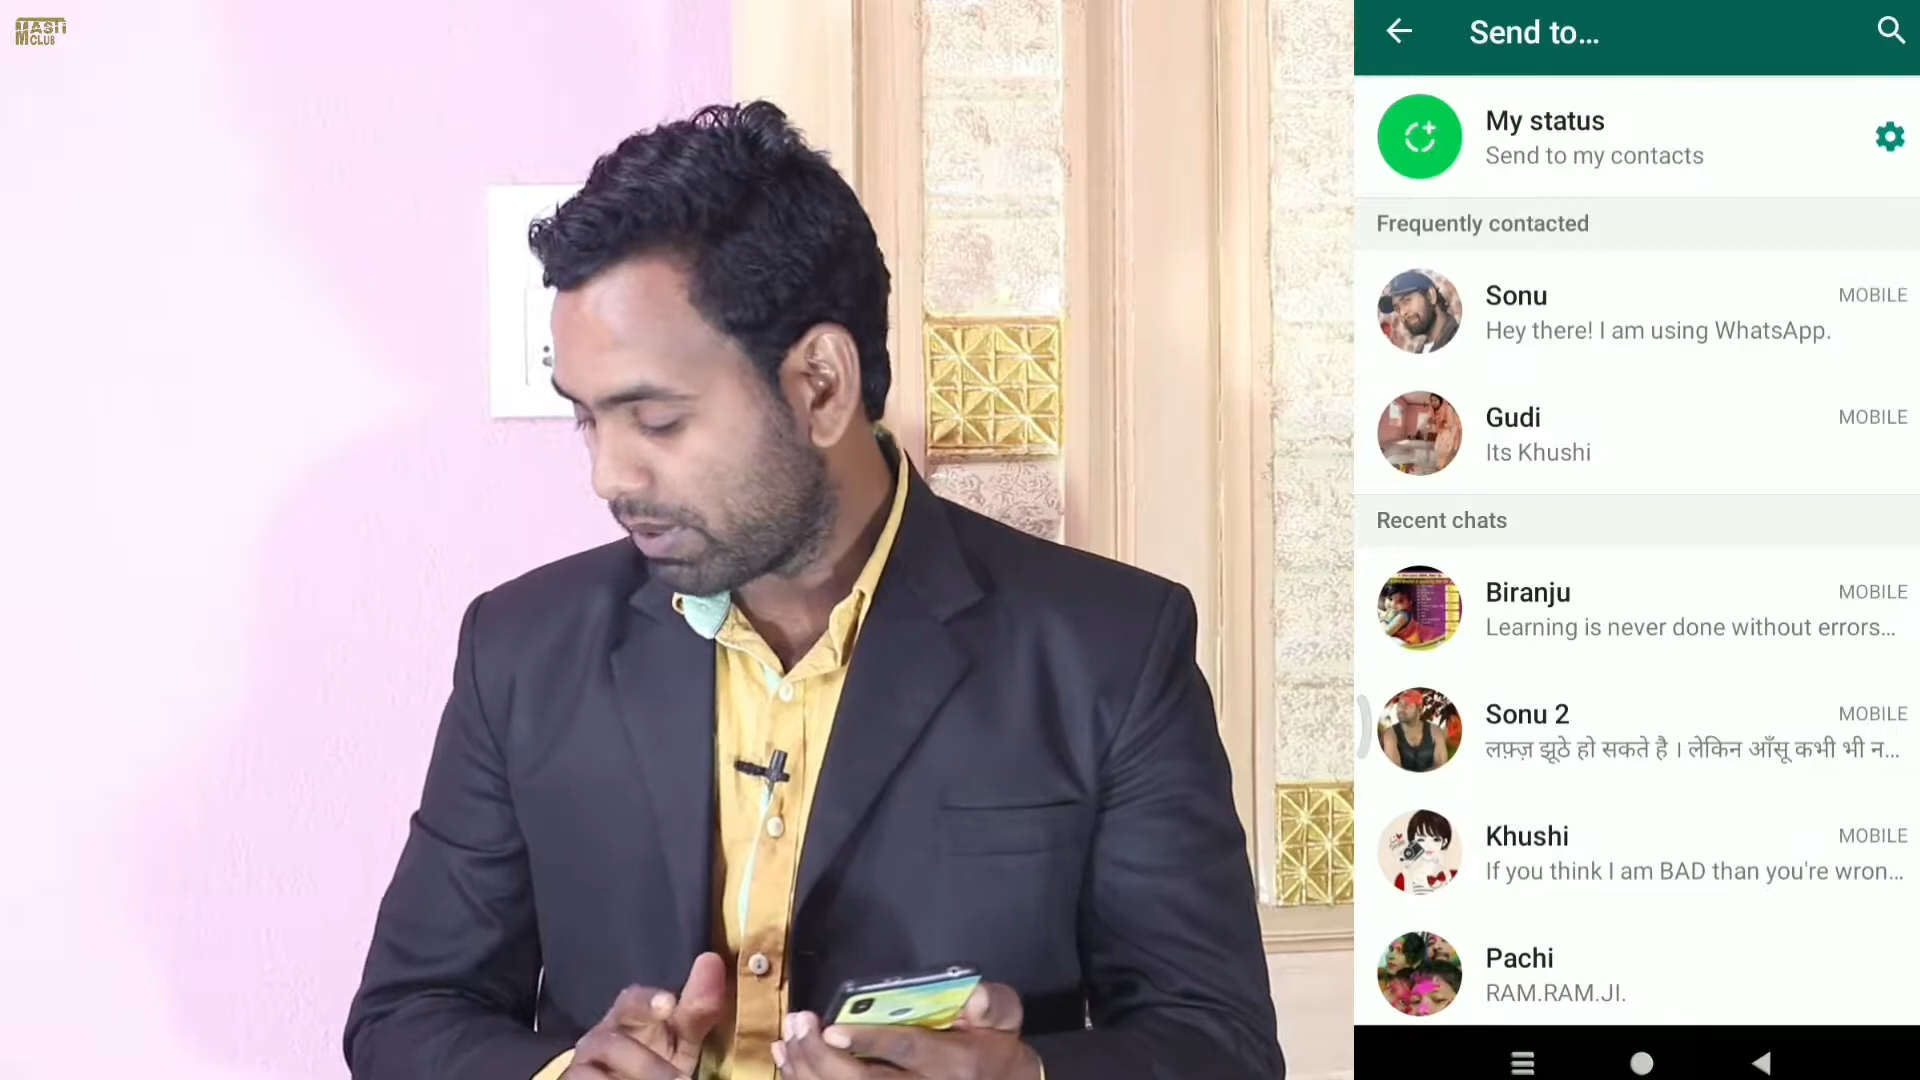 MASTI
M CLUB
Send to...
My status
Send to my contacts
Frequently contacted
Sonu
MOBILE
Hey there! I am using WhatsApp.
Gudi
MOBILE
Its Khushi
Recent chats
Biranju
MOBILE
Learning is never done without errors...
Sonu 2
MOBILE
लफ़्ज़ झूठे हो सकते है । लेकिन आँसू कभी भी न...
Khushi
MOBILE
If you think I am BAD than you're wron...
Pachi
RAM.RAM.JI.